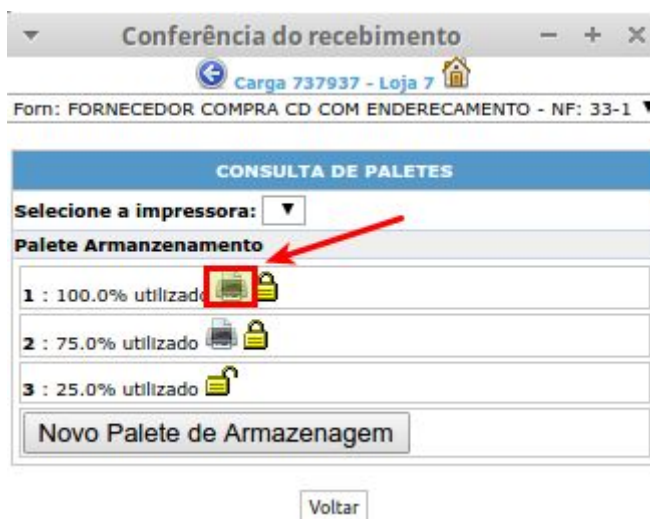 Conferência do recebimento
Carga 737937 - Loja 7
Forn: FORNECEDOR COMPRA CD COM ENDERECAMENTO - NF: 33-1
CONSULTA DE PALETES
Selecione a impressora:
Palete Armanzenamento
1 : 100.0% utilizado
2 : 75.0% utilizado
3 : 25.0% utilizado
Novo Palete de Armazenagem
Voltar